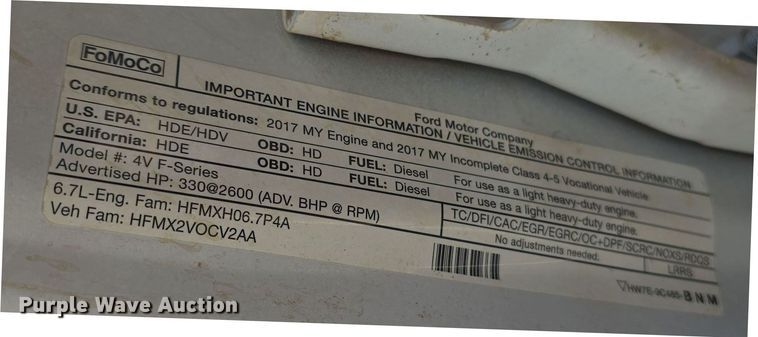 FoMoCo
Ford Motor Company
IMPORTANT ENGINE INFORMATION / VEHICLE EMISSION CONTROL INFORMATION
Conforms to regulations: 2017 MY Engine and 2017 MY Incomplete Class 4-5 Vocational Vehicle
U.S. EPA: HDE/HDV OBD: HD FUEL: Diesel For use as a light heavy-duty engine.
California: HDE OBD: HD FUEL: Diesel For use as a light heavy-duty engine.
Model #: 4V F-Series
Advertised HP: 330@2600 (ADV. BHP @ RPM)
TC/DFI/CAC/EGR/EGRC/OC+DPF/SCRC/NOXS/RDQS
6.7L-Eng. Fam: HFMXH06.7P4A
No adjustments needed. LRRS
Veh Fam: HFMX2VOCV2AA
HW7E-9C485-BNM
Purple Wave Auction